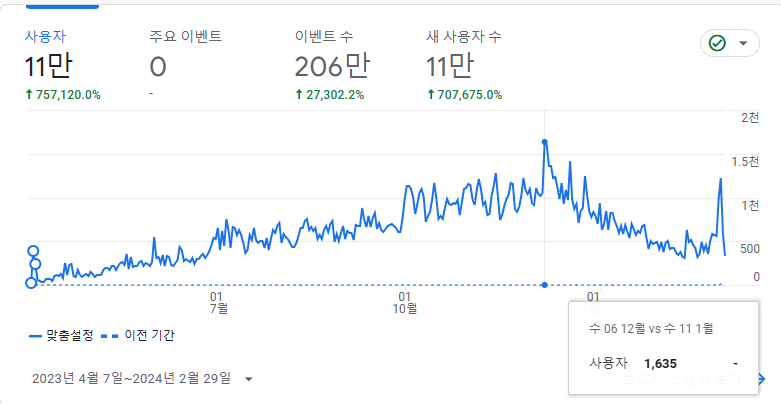 사용자 주요 이벤트 이벤트 수 새 사용자 수
11만 0 206만 11만
757,120.0% - 27,302.2% 707,675.0%
2천
1.5천
1천
500
0
01 01 01
7월 10월 1월
맞춤설정 이전 기간
수 06 12월 vs 수 11 1월
사용자 1,635 -
2023년 4월 7일~2024년 2월 29일